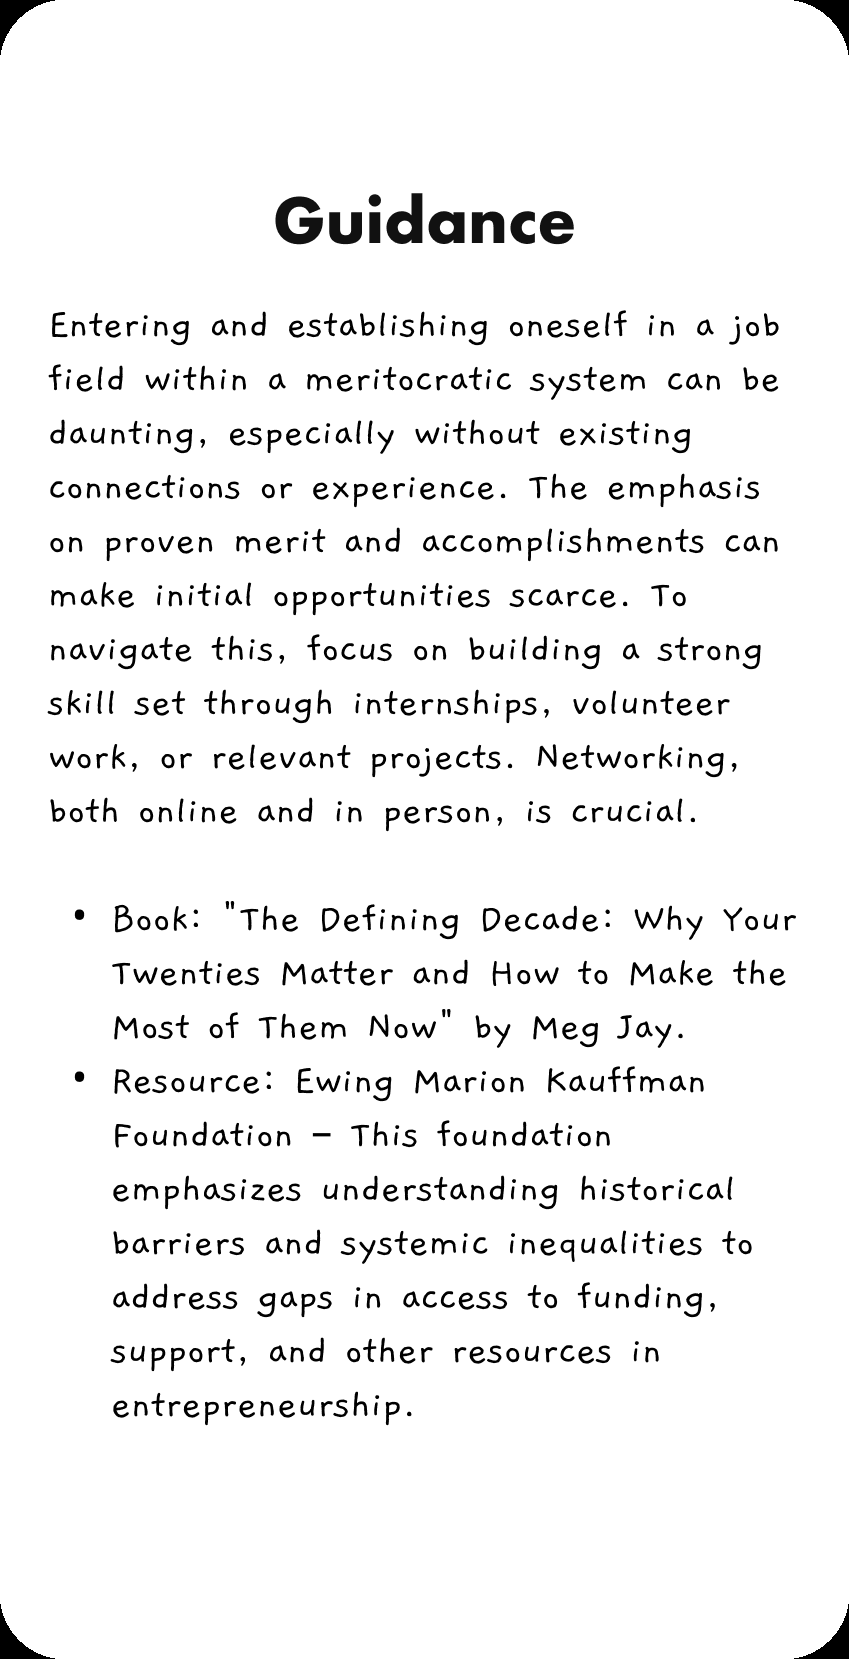 Guidance
Entering and establishing oneself in a job
field within a meritocratic system can be
daunting, especially without existing
connections or experience. The emphasis
on proven merit and accomplishments can
make initial opportunities scarce. To
navigate this, focus on building a strong
skill set through internships, volunteer
work, or relevant projects. Networking,
both online and in person, is crucial.
• Book: "The Defining Decade: Why Your
Twenties Matter and How to Make the
Most of Them Now" by Meg Jay.
• Resource: Ewing Marion Kauffman
Foundation – This foundation
emphasizes understanding historical
barriers and systemic inequalities to
address gaps in access to funding,
support, and other resources in
entrepreneurship.